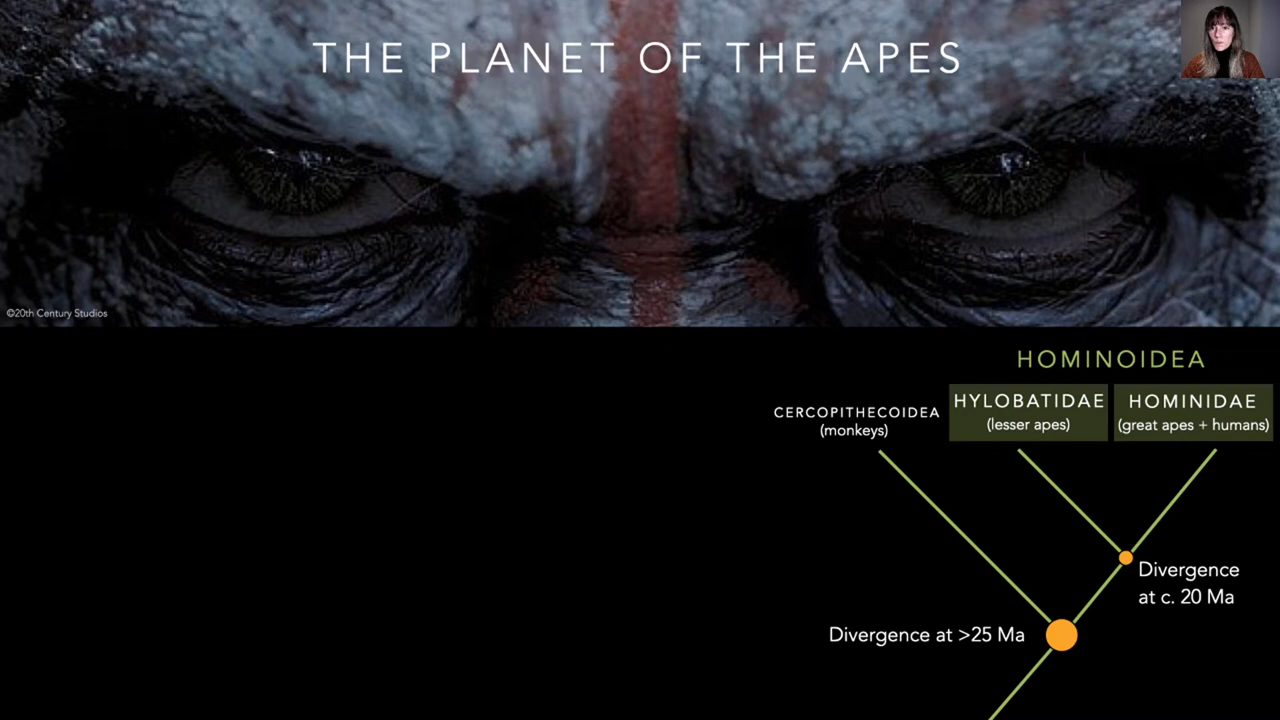 THE PLANET OF THE APES
©20th Century Studios
HOMINOIDEA
CERCOPITHECOIDEA
(monkeys)
HYLOBATIDAE
(lesser apes)
HOMINIDAE
(great apes + humans)
Divergence
at c. 20 Ma
Divergence at >25 Ma